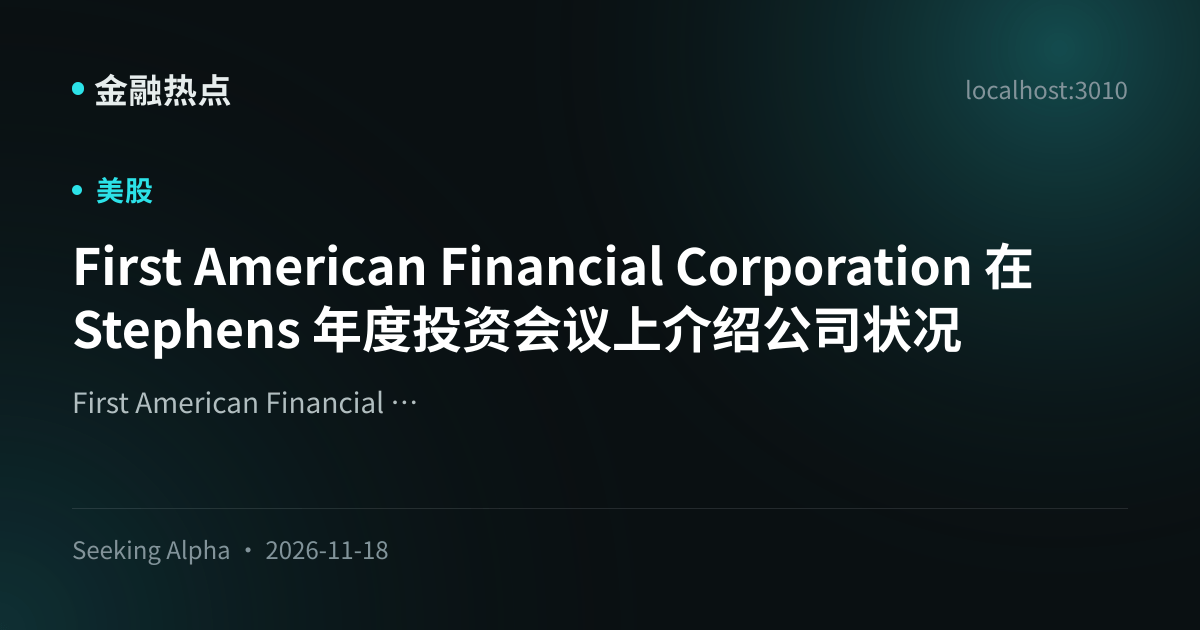 金融热点
localhost:3010
美股
First American Financial Corporation 在
Stephens 年度投资会议上介绍公司状况
First American Financial …
Seeking Alpha • 2026-11-18